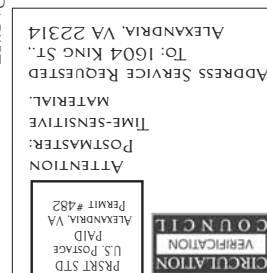 CIRCULATION
VERIFICATION
COUNCIL
PRSRT STD
U.S. POSTAGE
PAID
ALEXANDRIA, VA
PERMIT #482
ATTENTION
POSTMASTER:
TIME-SENSITIVE
MATERIAL.
ADDRESS SERVICE REQUESTED
TO: 1604 KING ST.,
ALEXANDRIA, VA 22314